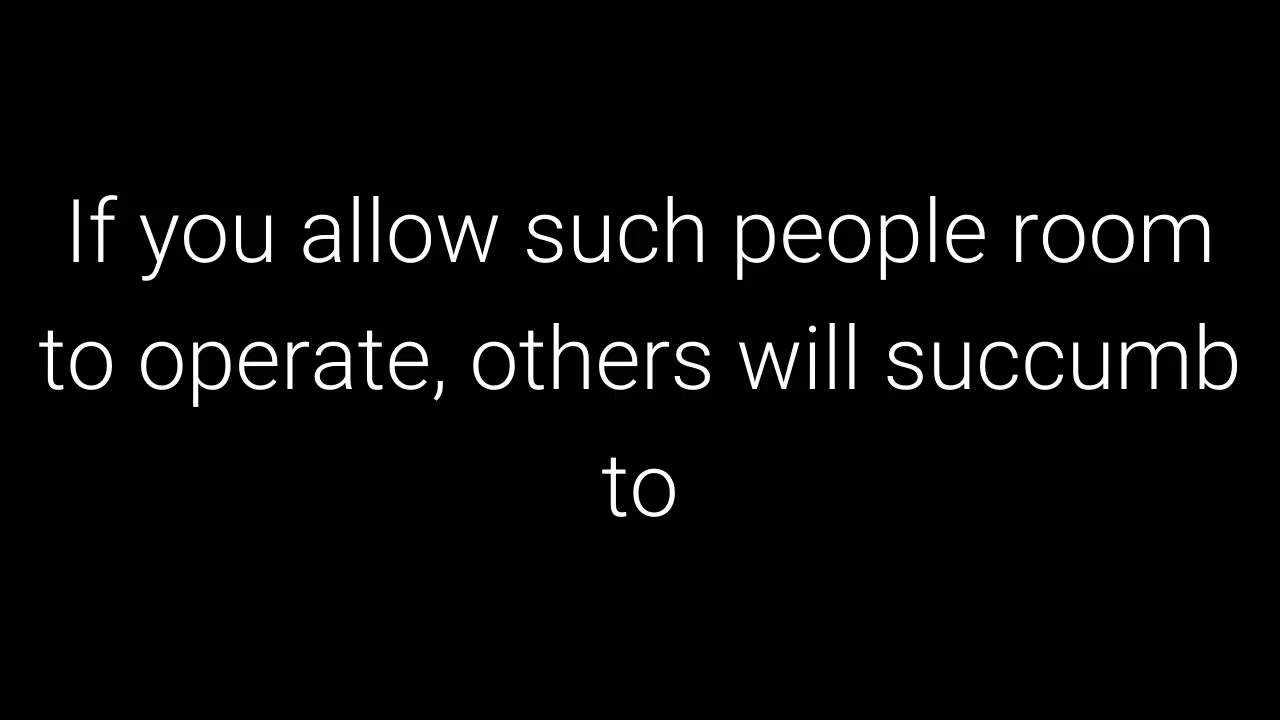 If you allow such people room
to operate, others will succumb
to